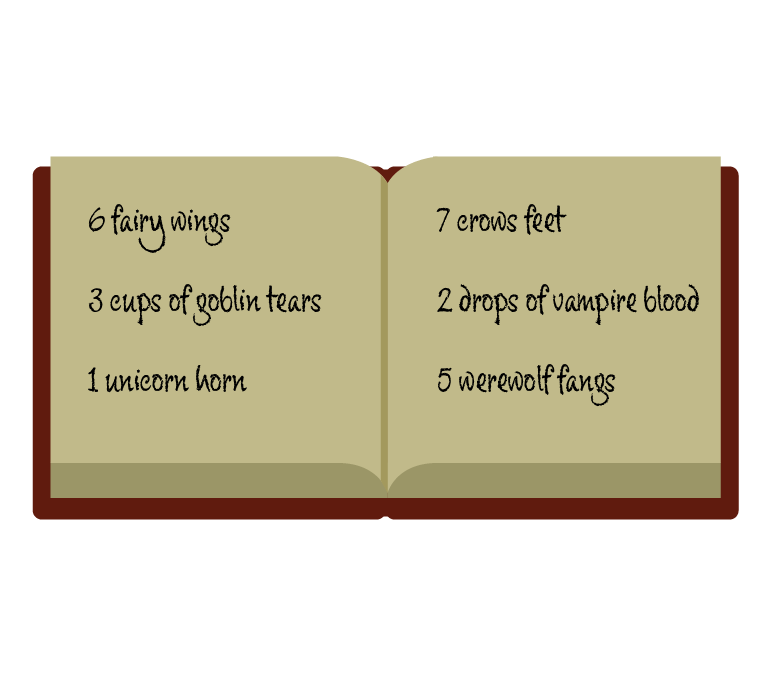 6 fairy wings
3 cups of goblin tears
1 unicorn horn
7 crows feet
2 drops of vampire blood
5 werewolf fangs